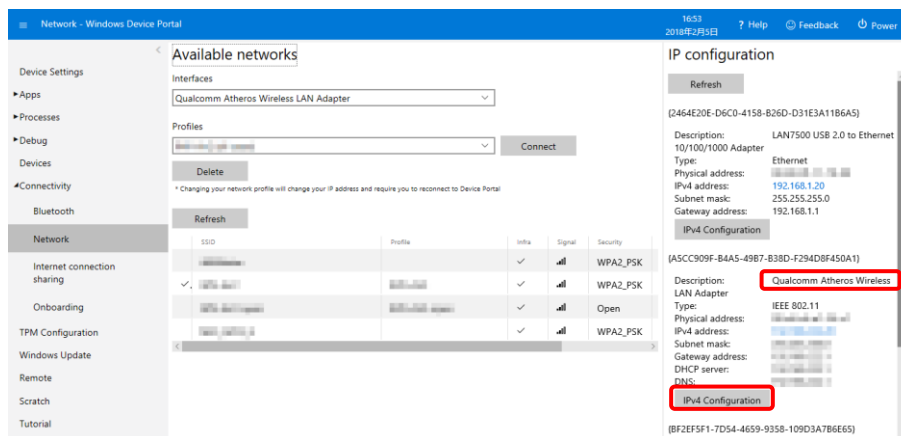 Network - Windows Device Portal
16:53
2018年2月5日
? Help
Feedback
Power
Device Settings
Apps
Processes
Debug
Devices
Connectivity
Bluetooth
Network
Internet connection
sharing
Onboarding
TPM Configuration
Windows Update
Remote
Scratch
Tutorial
Available networks
Interfaces
Qualcomm Atheros Wireless LAN Adapter
Profiles
Connect
Delete
* Changing your network profile will change your IP address and require you to reconnect to Device Portal
Refresh
SSID Profile Infra Signal Security
WPA2_PSK
WPA2_PSK
Open
WPA2_PSK
IP configuration
Refresh
{2464E20E-D6C0-4158-B26D-D31E3A11B6A5}
Description: LAN7500 USB 2.0 to Ethernet
10/100/1000 Adapter
Type: Ethernet
Physical address:
IPv4 address: 192.168.1.20
Subnet mask: 255.255.255.0
Gateway address: 192.168.1.1
IPv4 Configuration
{A5CC909F-B4A5-49B7-B38D-F294D8F450A1}
Description: Qualcomm Atheros Wireless
LAN Adapter
Type: IEEE 802.11
Physical address:
IPv4 address:
Subnet mask:
Gateway address:
DHCP server:
DNS:
IPv4 Configuration
{BF2EF5F1-7D54-4659-9358-109D3A7B6E65}